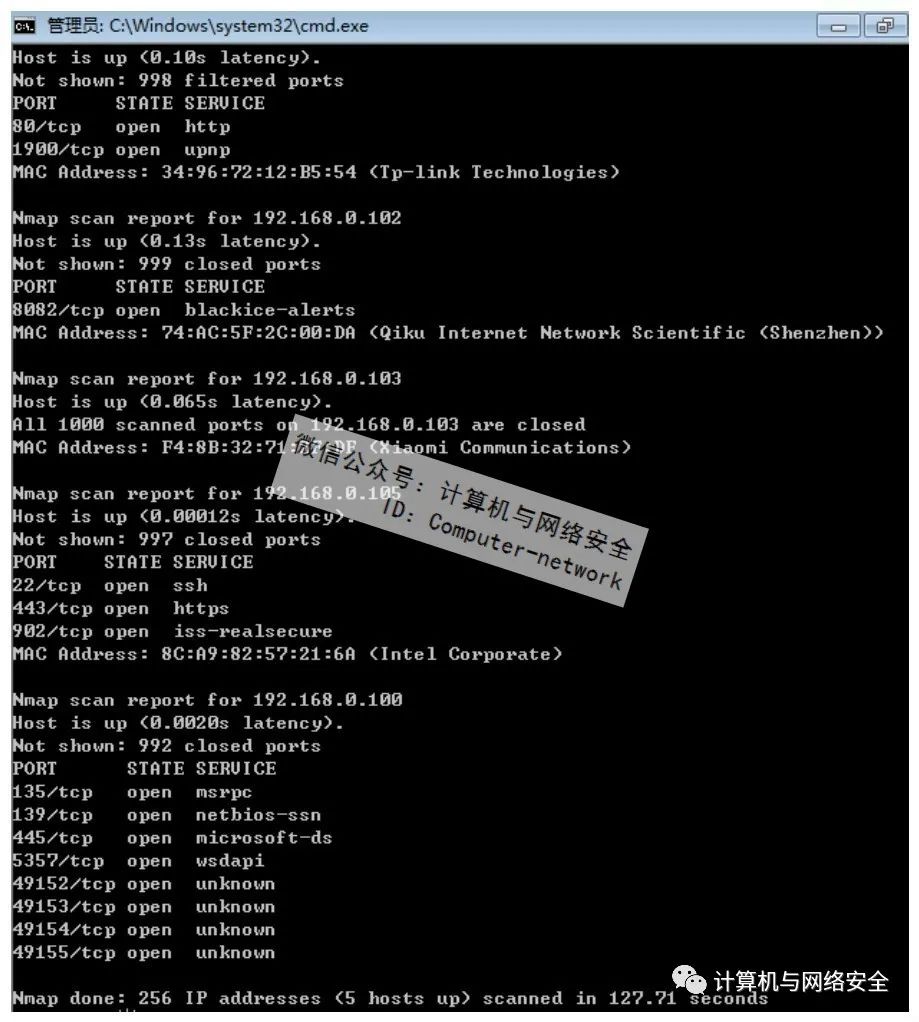 管理员: C:\Windows\system32\cmd.exe
Host is up (0.10s latency).
Not shown: 998 filtered ports
PORT     STATE SERVICE
80/tcp   open  http
1900/tcp open  upnp
MAC Address: 34:96:72:12:B5:54 (Tp-link Technologies)
Nmap scan report for 192.168.0.102
Host is up (0.13s latency).
Not shown: 999 closed ports
PORT     STATE SERVICE
8082/tcp open  blackice-alerts
MAC Address: 74:AC:5F:2C:00:DA (Qiku Internet Network Scientific (Shenzhen))
Nmap scan report for 192.168.0.103
Host is up (0.065s latency).
All 1000 scanned ports on 192.168.0.103 are closed
MAC Address: (Xiaomi Communications)
Nmap scan report for 192.168.0.105
Host is up (0.00012s latency).
Not shown: 997 closed ports
PORT    STATE SERVICE
22/tcp  open  ssh
443/tcp open  https
902/tcp open  iss-realsecure
MAC Address: 8C:A9:82:57:21:6A (Intel Corporate)
微信公众号: 计算机与网络安全
ID: Computer-network
Nmap scan report for 192.168.0.100
Host is up (0.0020s latency).
Not shown: 992 closed ports
PORT      STATE SERVICE
135/tcp   open  msrpc
139/tcp   open  netbios-ssn
445/tcp   open  microsoft-ds
5357/tcp  open  wsdapi
49152/tcp open  unknown
49153/tcp open  unknown
49154/tcp open  unknown
49155/tcp open  unknown
Nmap done: 256 IP addresses (5 hosts up) scanned in 127.71 seconds
计算机与网络安全